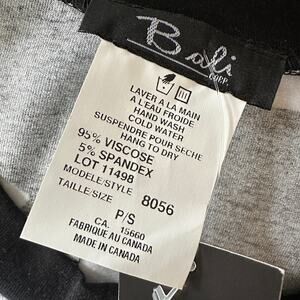 Bali
CORP.
LAVER A LA MAIN
A LEAU FROIDE
HAND WASH
COLD WATER
SUSPENDRE POUR SECHE
HANG TO DRY
95% VISCOSE
5% SPANDEX
LOT 11498
MODELE/STYLE 8056
TAILLE/SIZE
P/S
CA. 15660
FABRIQUE AU CANADA
MADE IN CANADA